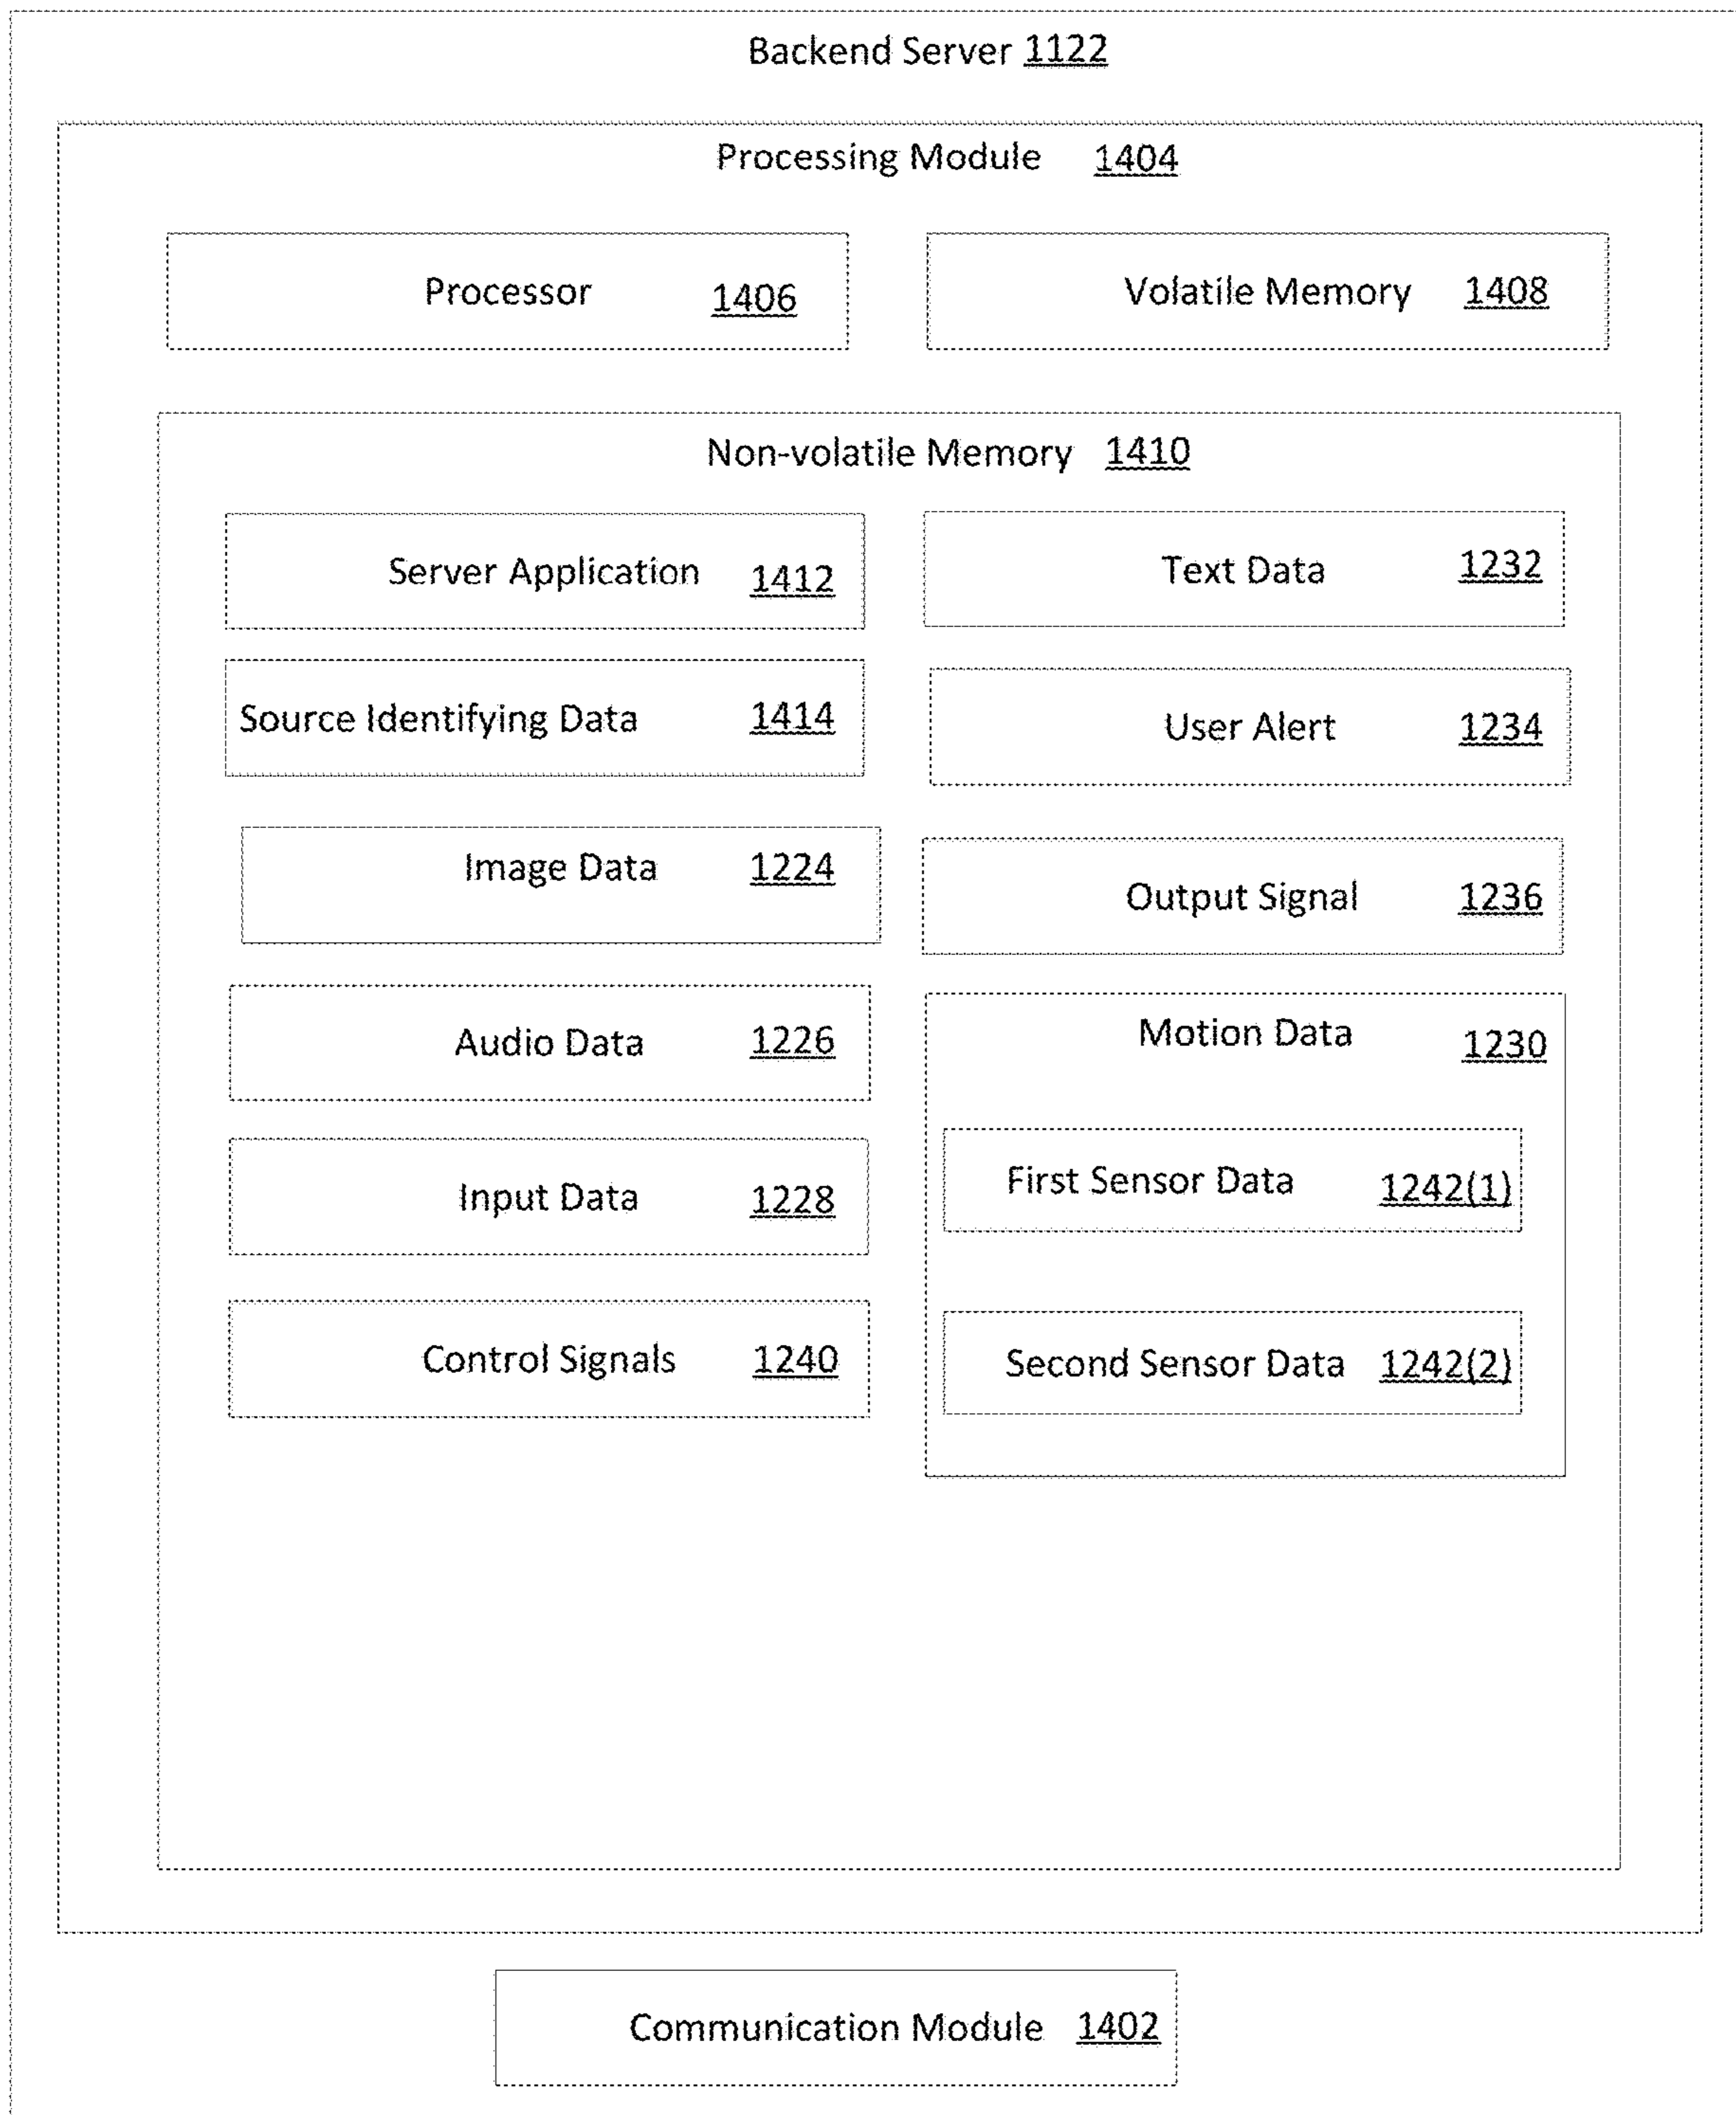 Backend Server 1122
Processing Module 1404
Processor 1406
Volatile Memory 1408
Non-volatile Memory 1410
Server Application 1412
Text Data 1232
Source Identifying Data 1414
User Alert 1234
Image Data 1224
Output Signal 1236
Audio Data 1226
Motion Data 1230
First Sensor Data 1242(1)
Input Data 1228
Second Sensor Data 1242(2)
Control Signals 1240
Communication Module 1402